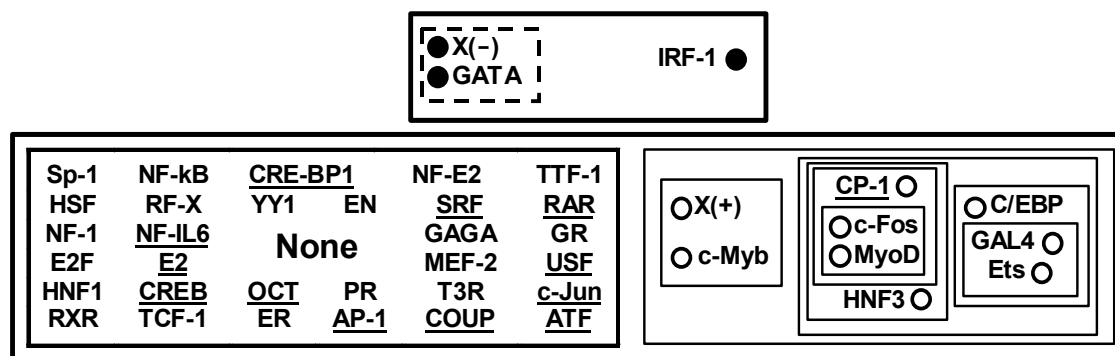 X(−)
GATA
IRF-1
Sp-1 NF-kB CRE-BP1 NF-E2 TTF-1
HSF RF-X YY1 EN SRF RAR
NF-1 NF-IL6 None GAGA GR
E2F E2 MEF-2 USF
HNF1 CREB OCT PR T3R c-Jun
RXR TCF-1 ER AP-1 COUP ATF
X(+)
c-Myb
CP-1
c-Fos
MyoD
HNF3
C/EBP
GAL4
Ets